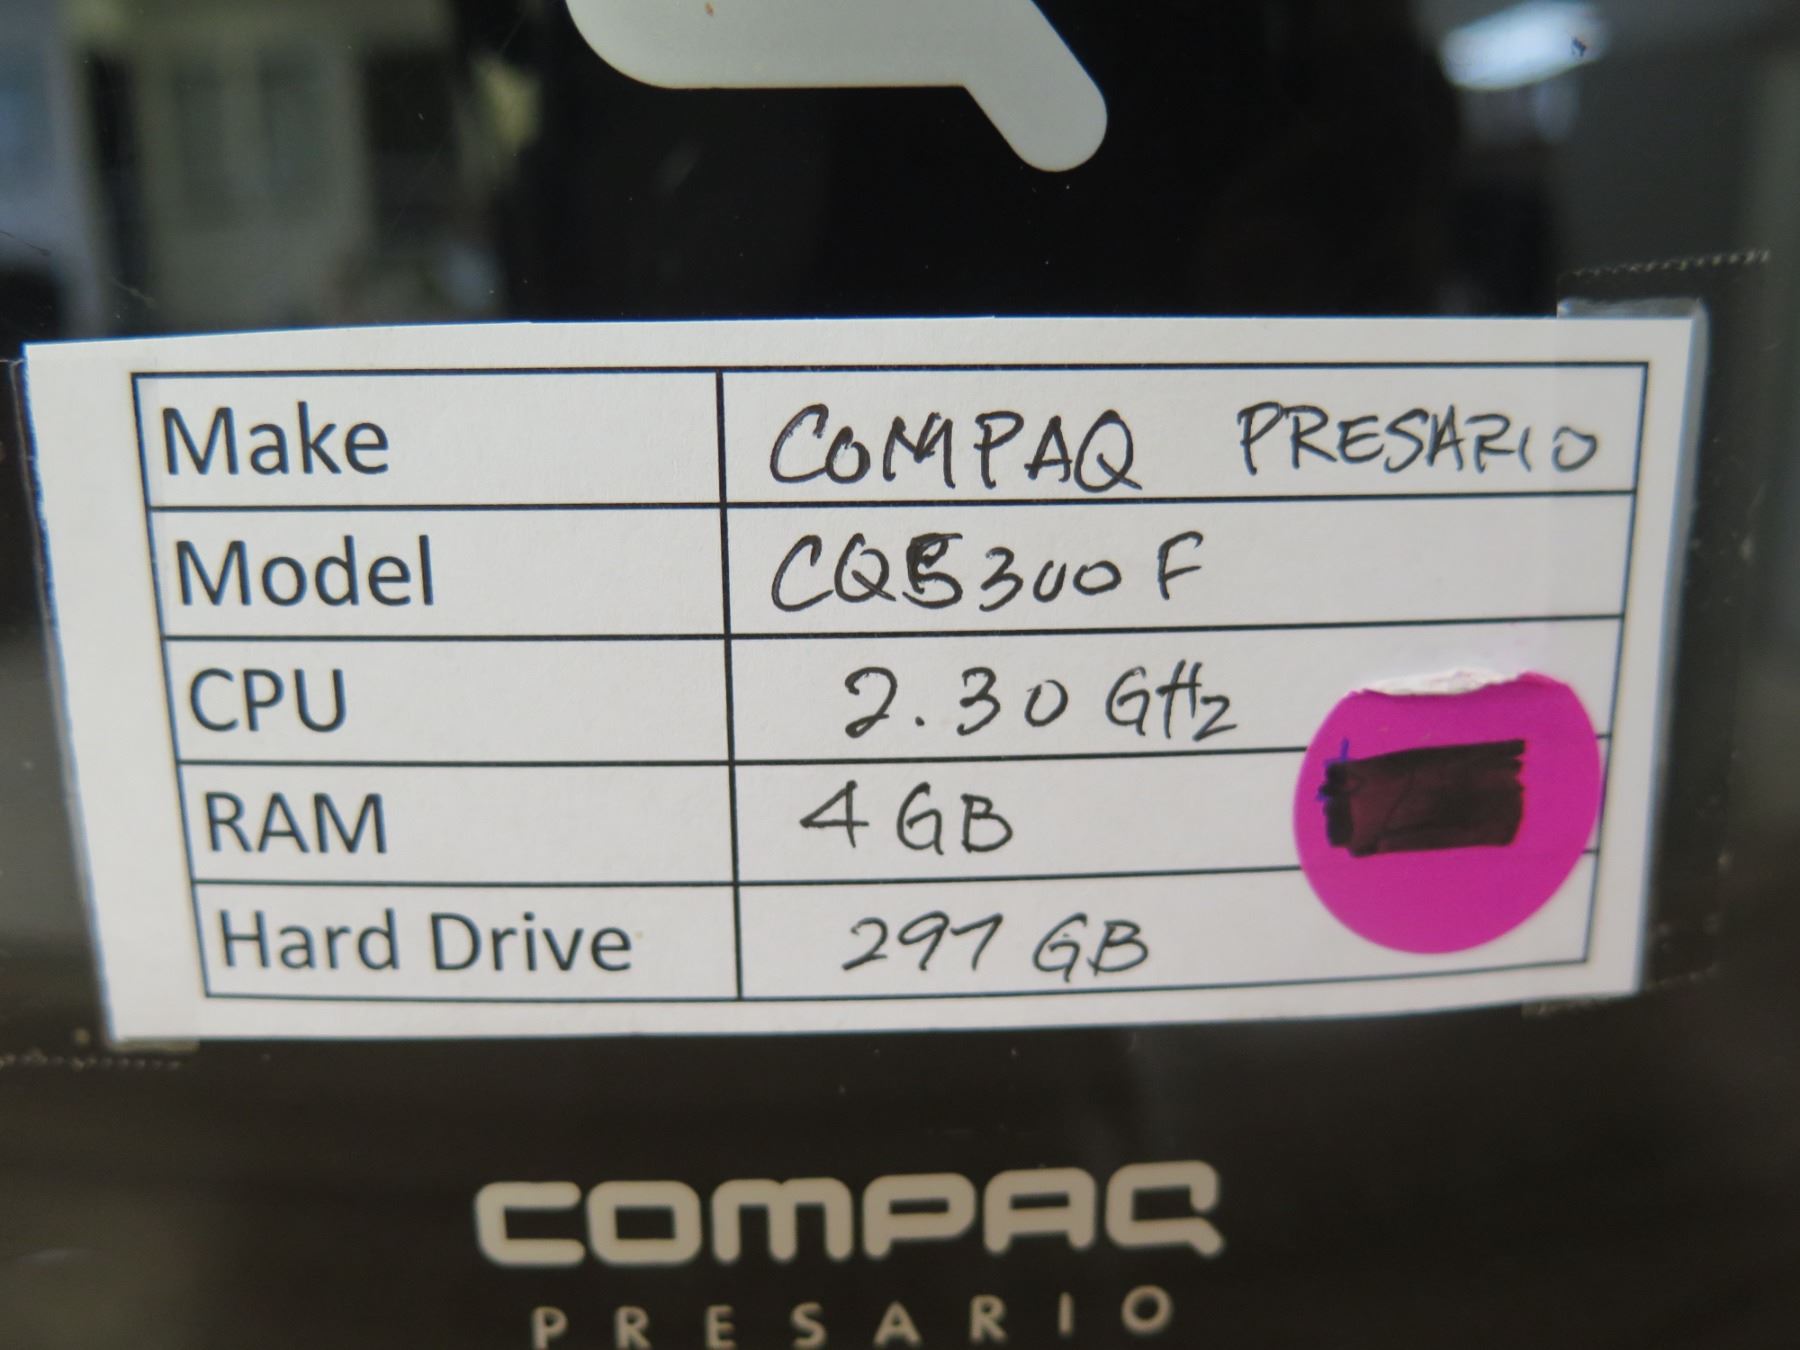 Make COMPAQ PRESARIO
Model CQ5300F
CPU 2.30 GHz
RAM 4 GB
Hard Drive 297 GB
COMPAQ
PRESARIO